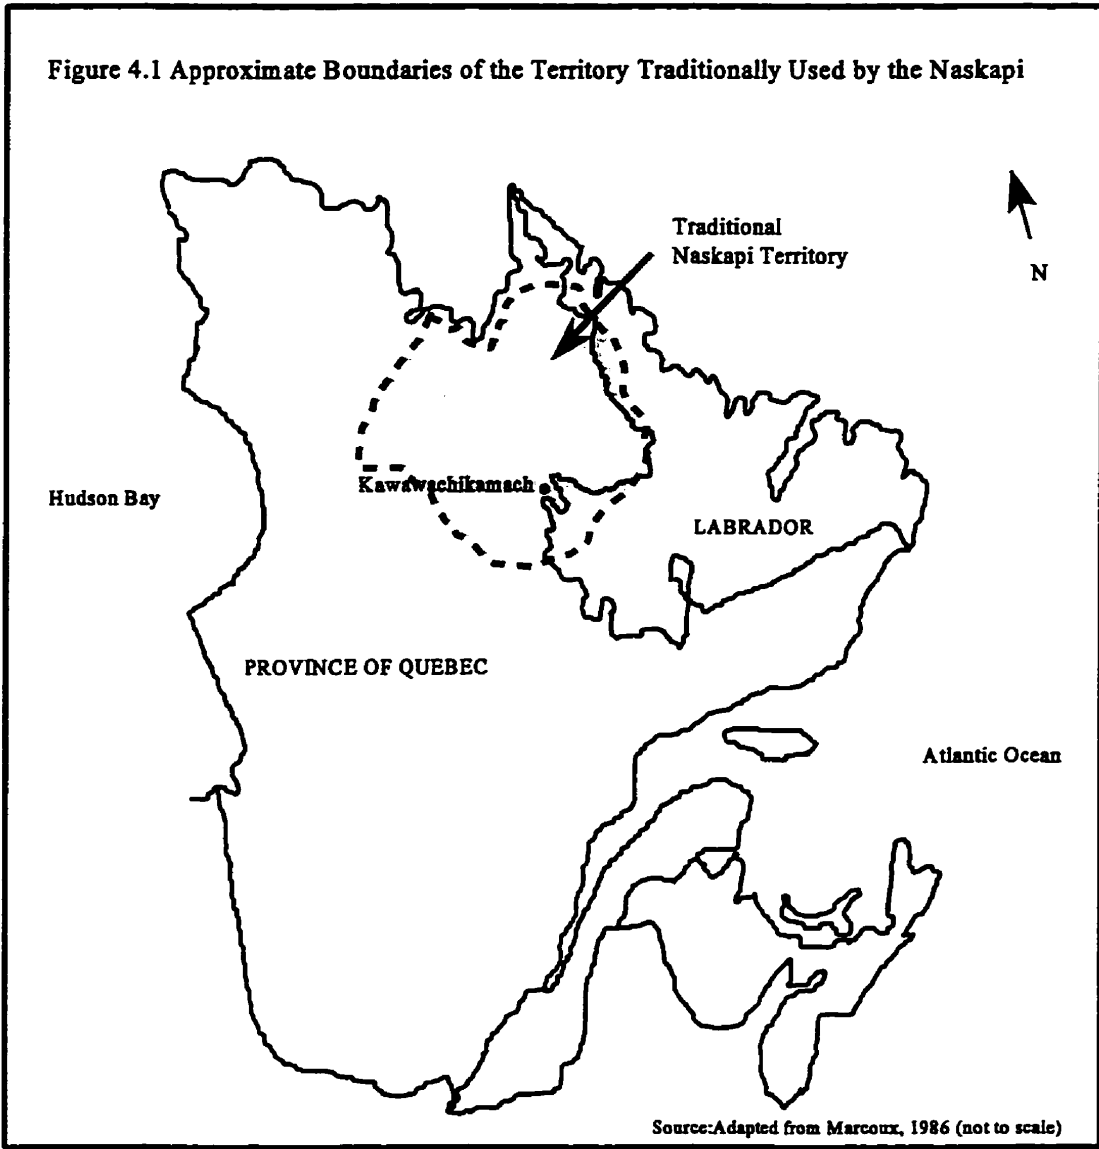 Figure 4.1 Approximate Boundaries of the Territory Traditionally Used by the Naskapi
Traditional
Naskapi Territory
N
Kawawachikamach
Hudson Bay
LABRADOR
PROVINCE OF QUEBEC
Atlantic Ocean
Source:Adapted from Marcoux, 1986 (not to scale)